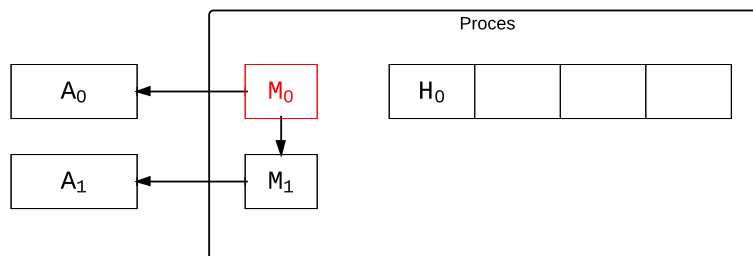 Proces
A₀ M₀ H₀
A₁ M₁